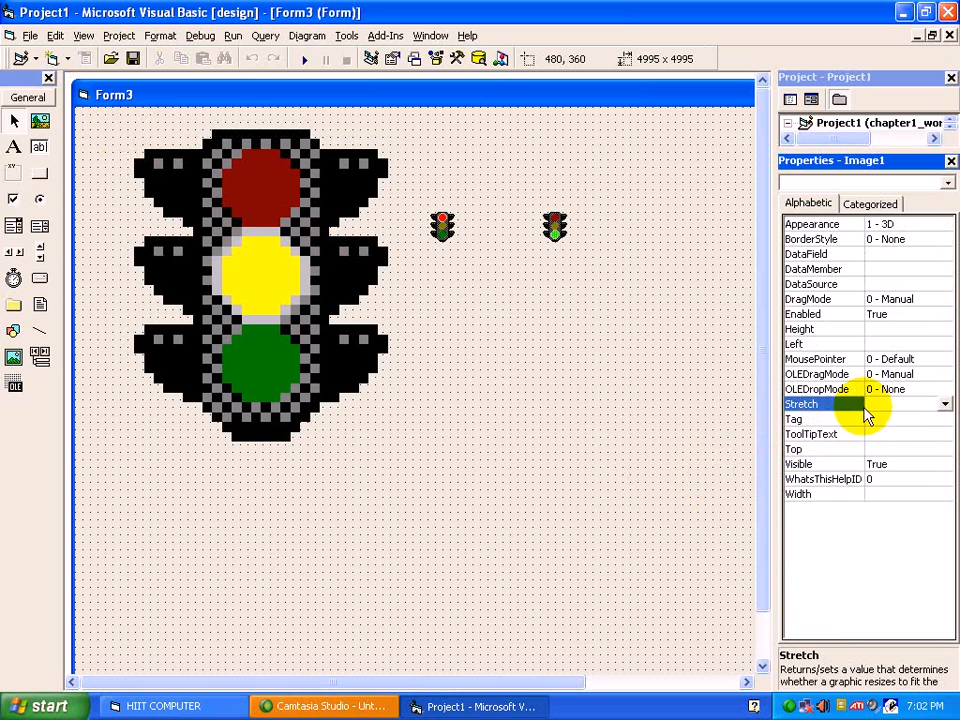 Project1 - Microsoft Visual Basic [design] - [Form3 (Form)]
File Edit View Project Format Debug Run Query Diagram Tools Add-Ins Window Help
480, 360 4995 x 4995
General
A ab|
XY
OLE
Form3
Project - Project1
Project1 (chapter1_wor
Properties - Image1
Alphabetic Categorized
Appearance 1 - 3D
BorderStyle 0 - None
DataField
DataMember
DataSource
DragMode 0 - Manual
Enabled True
Height
Left
MousePointer 0 - Default
OLEDragMode 0 - Manual
OLEDropMode 0 - None
Stretch
Tag
ToolTipText
Top
Visible True
WhatsThisHelpID 0
Width
Stretch
Returns/sets a value that determines
whether a graphic resizes to fit the
start HIIT COMPUTER Camtasia Studio - Unt... Project1 - Microsoft V... ? ATI 7:02 PM